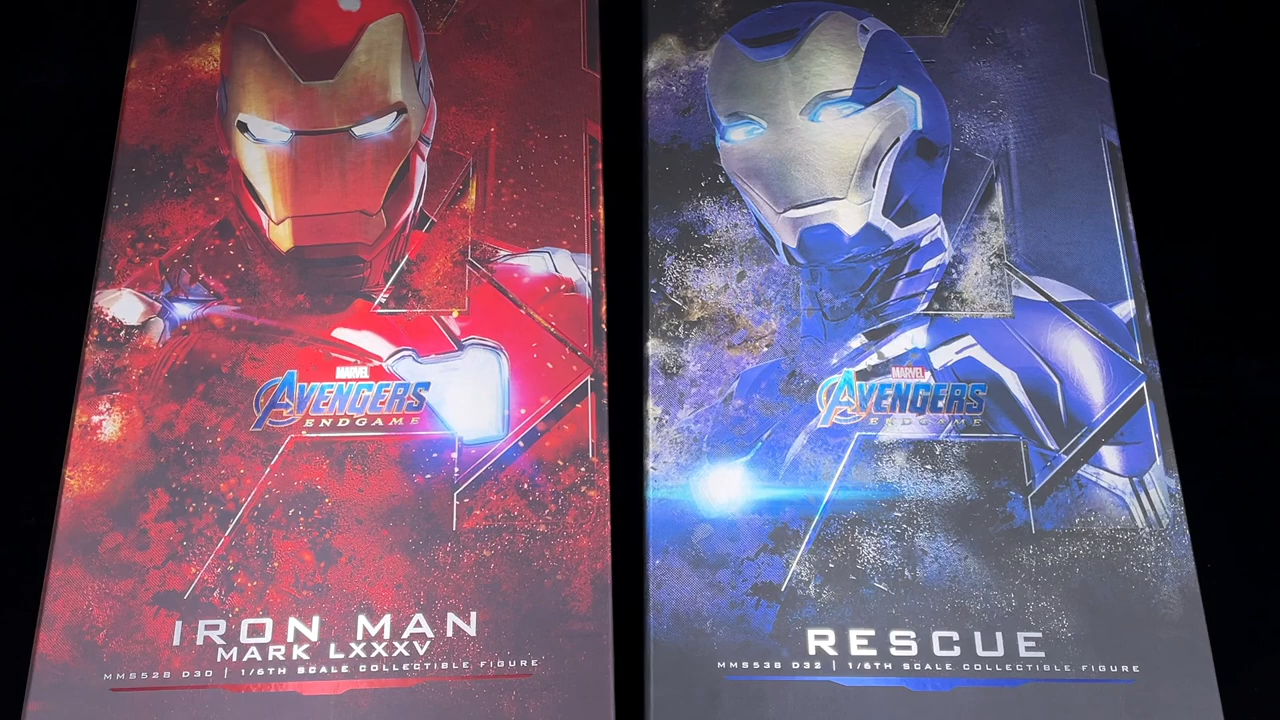 MARVEL
AVENGERS
ENDGAME
IRON MAN
MARK LXXXV
MMS528 D30 | 1/6TH SCALE COLLECTIBLE FIGURE
MARVEL
AVENGERS
ENDGAME
RESCUE
MMS538 D32 | 1/6TH SCALE COLLECTIBLE FIGURE